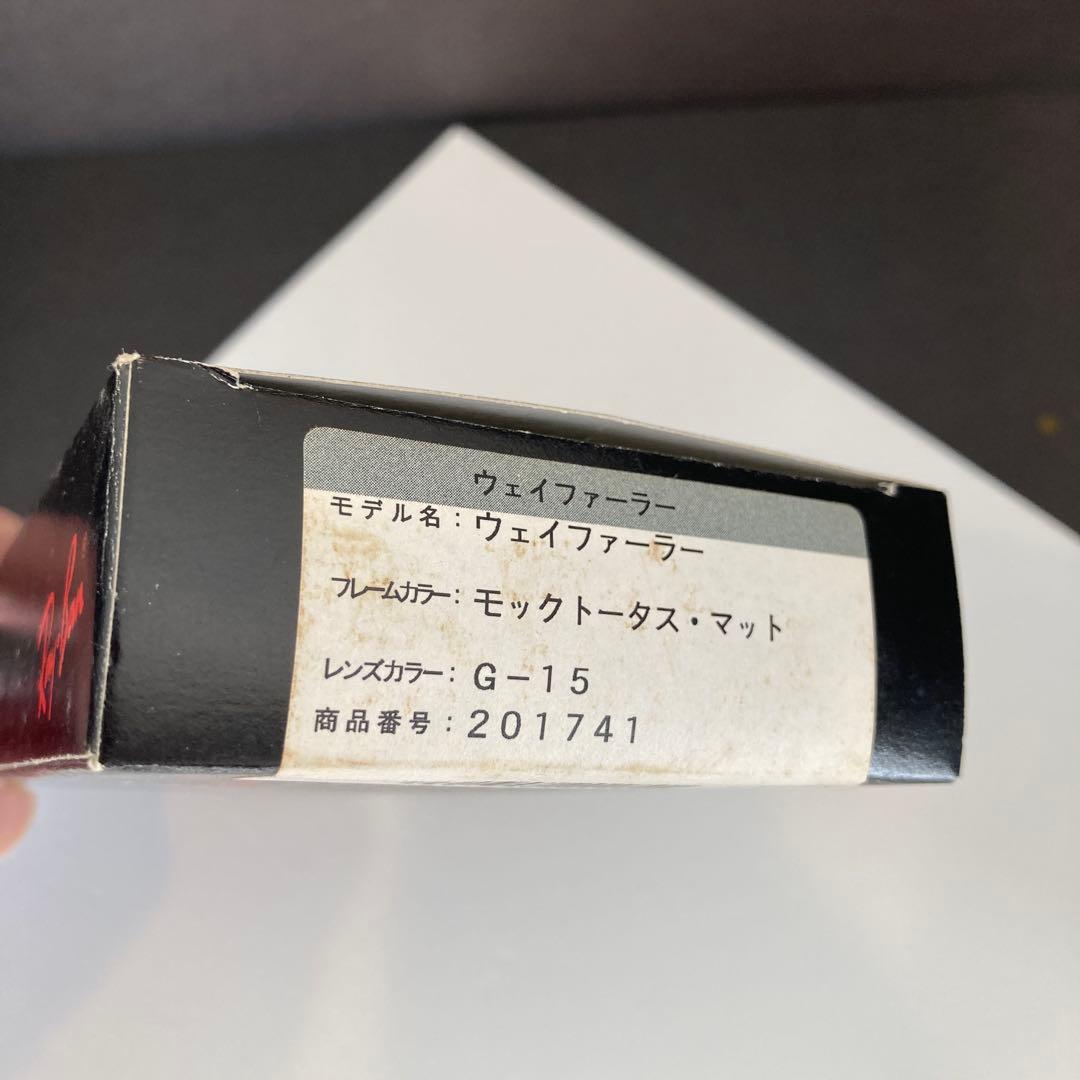 ウェイファーラー
モデル名：ウェイファーラー
フレームカラー：モックトータス・マット
レンズカラー：G－15
商品番号：201741
Ray-Ban